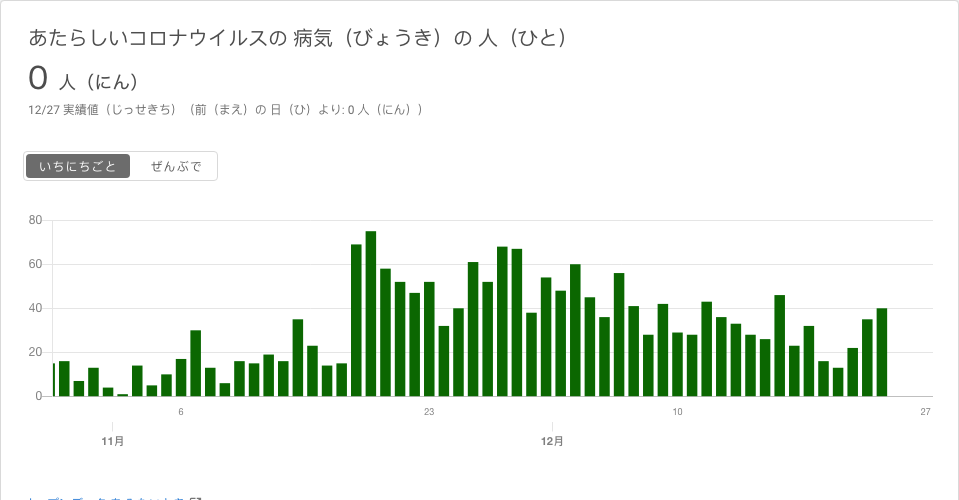 あたらしいコロナウイルスの 病気（びょうき）の 人（ひと）
0 人（にん）
12/27 実績値（じっせきち）（前（まえ）の 日（ひ）より: 0 人（にん））
いちにちごと ぜんぶで
80
60
40
20
0
6 23 10 27
11月 12月